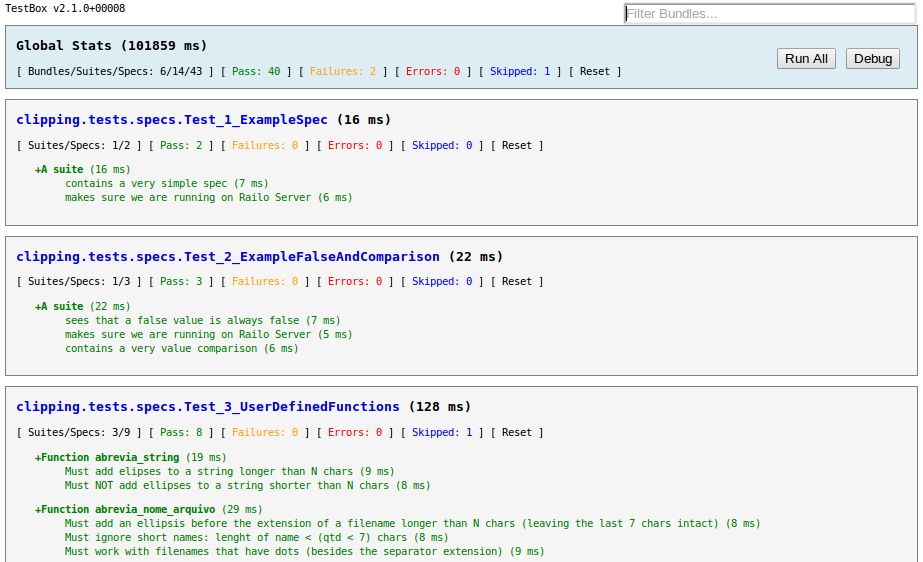 TestBox v2.1.0+00008
Filter Bundles...
Global Stats (101859 ms)
Run All Debug
[ Bundles/Suites/Specs: 6/14/43 ] [ Pass: 40 ] [ Failures: 2 ] [ Errors: 0 ] [ Skipped: 1 ] [ Reset ]
clipping.tests.specs.Test_1_ExampleSpec (16 ms)
[ Suites/Specs: 1/2 ] [ Pass: 2 ] [ Failures: 0 ] [ Errors: 0 ] [ Skipped: 0 ] [ Reset ]
+A suite (16 ms)
contains a very simple spec (7 ms)
makes sure we are running on Railo Server (6 ms)
clipping.tests.specs.Test_2_ExampleFalseAndComparison (22 ms)
[ Suites/Specs: 1/3 ] [ Pass: 3 ] [ Failures: 0 ] [ Errors: 0 ] [ Skipped: 0 ] [ Reset ]
+A suite (22 ms)
sees that a false value is always false (7 ms)
makes sure we are running on Railo Server (5 ms)
contains a very value comparison (6 ms)
clipping.tests.specs.Test_3_UserDefinedFunctions (128 ms)
[ Suites/Specs: 3/9 ] [ Pass: 8 ] [ Failures: 0 ] [ Errors: 0 ] [ Skipped: 1 ] [ Reset ]
+Function abrevia_string (19 ms)
Must add elipses to a string longer than N chars (9 ms)
Must NOT add ellipses to a string shorter than N chars (8 ms)
+Function abrevia_nome_arquivo (29 ms)
Must add an ellipsis before the extension of a filename longer than N chars (leaving the last 7 chars intact) (8 ms)
Must ignore short names: lenght of name < (qtd < 7) chars (8 ms)
Must work with filenames that have dots (besides the separator extension) (9 ms)